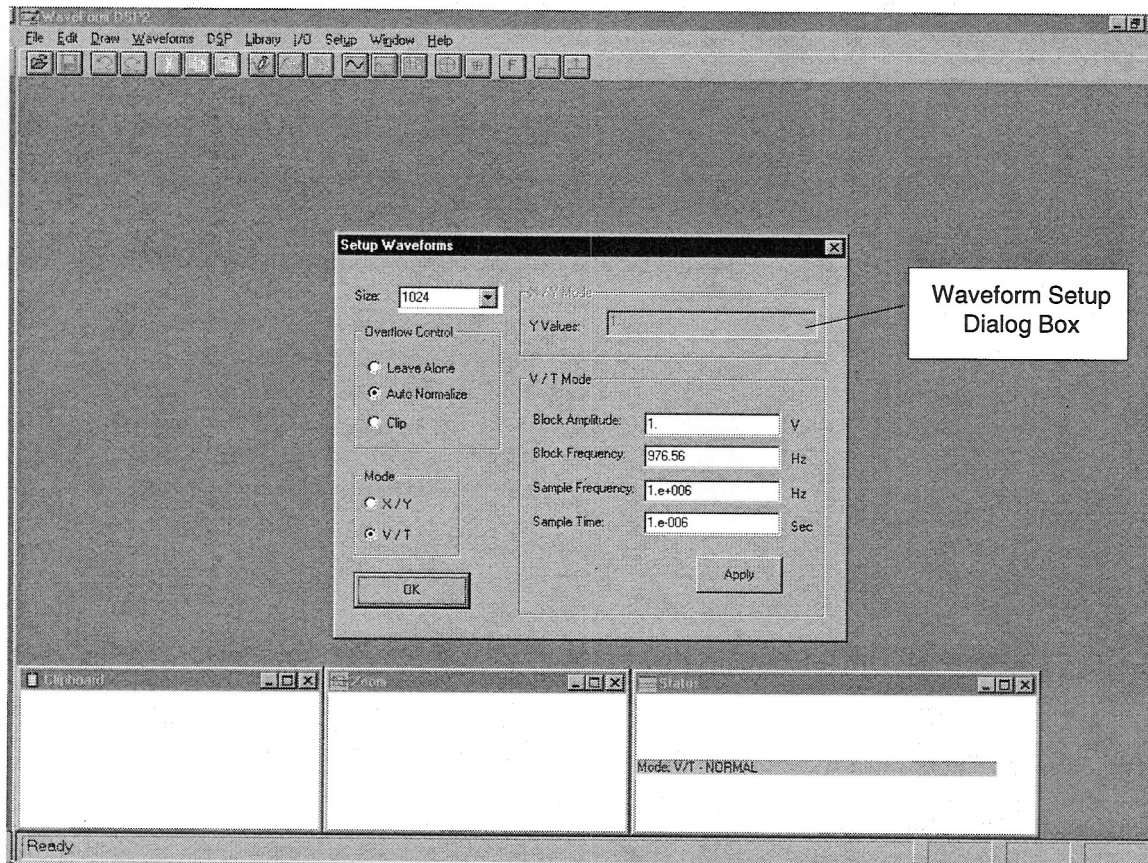 WaveForm DSP2
File Edit Draw Waveforms DSP Library I/O Setup Window Help
F
Setup Waveforms
Size: 1024
X / Y Mode
Y Values:
Overflow Control
Leave Alone
Auto Normalize
Clip
V / T Mode
Block Amplitude: 1. V
Block Frequency: 976.56 Hz
Sample Frequency: 1.e+006 Hz
Sample Time: 1.e-006 Sec
Mode
X / Y
V / T
Apply
OK
Waveform Setup
Dialog Box
Clipboard
Zoom
Status
Mode: V/T - NORMAL
Ready